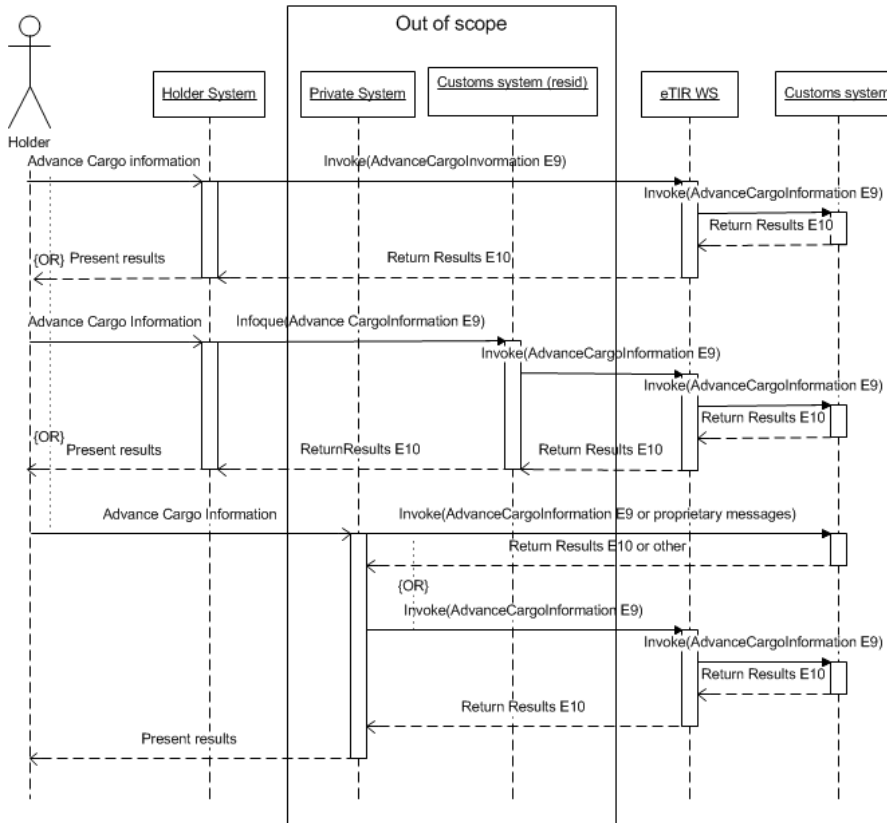 Out of scope
Holder System
Private System
Customs system (resid)
eTIR WS
Customs system
Holder
Advance Cargo information
Invoke(AdvanceCargoInvormation E9)
Invoke(AdvanceCargoInformation E9)
Return Results E10
{OR}
Present results
Return Results E10
Advance Cargo Information
Infoque(Advance CargoInformation E9)
Invoke(AdvanceCargoInformation E9)
Invoke(AdvanceCargoInformation E9)
Return Results E10
{OR}
Present results
ReturnResults E10
Return Results E10
Advance Cargo Information
Invoke(AdvanceCargoInformation E9 or proprietary messages)
Return Results E10 or other
{OR}
Invoke(AdvanceCargoInformation E9)
Invoke(AdvanceCargoInformation E9)
Return Results E10
Return Results E10
Present results